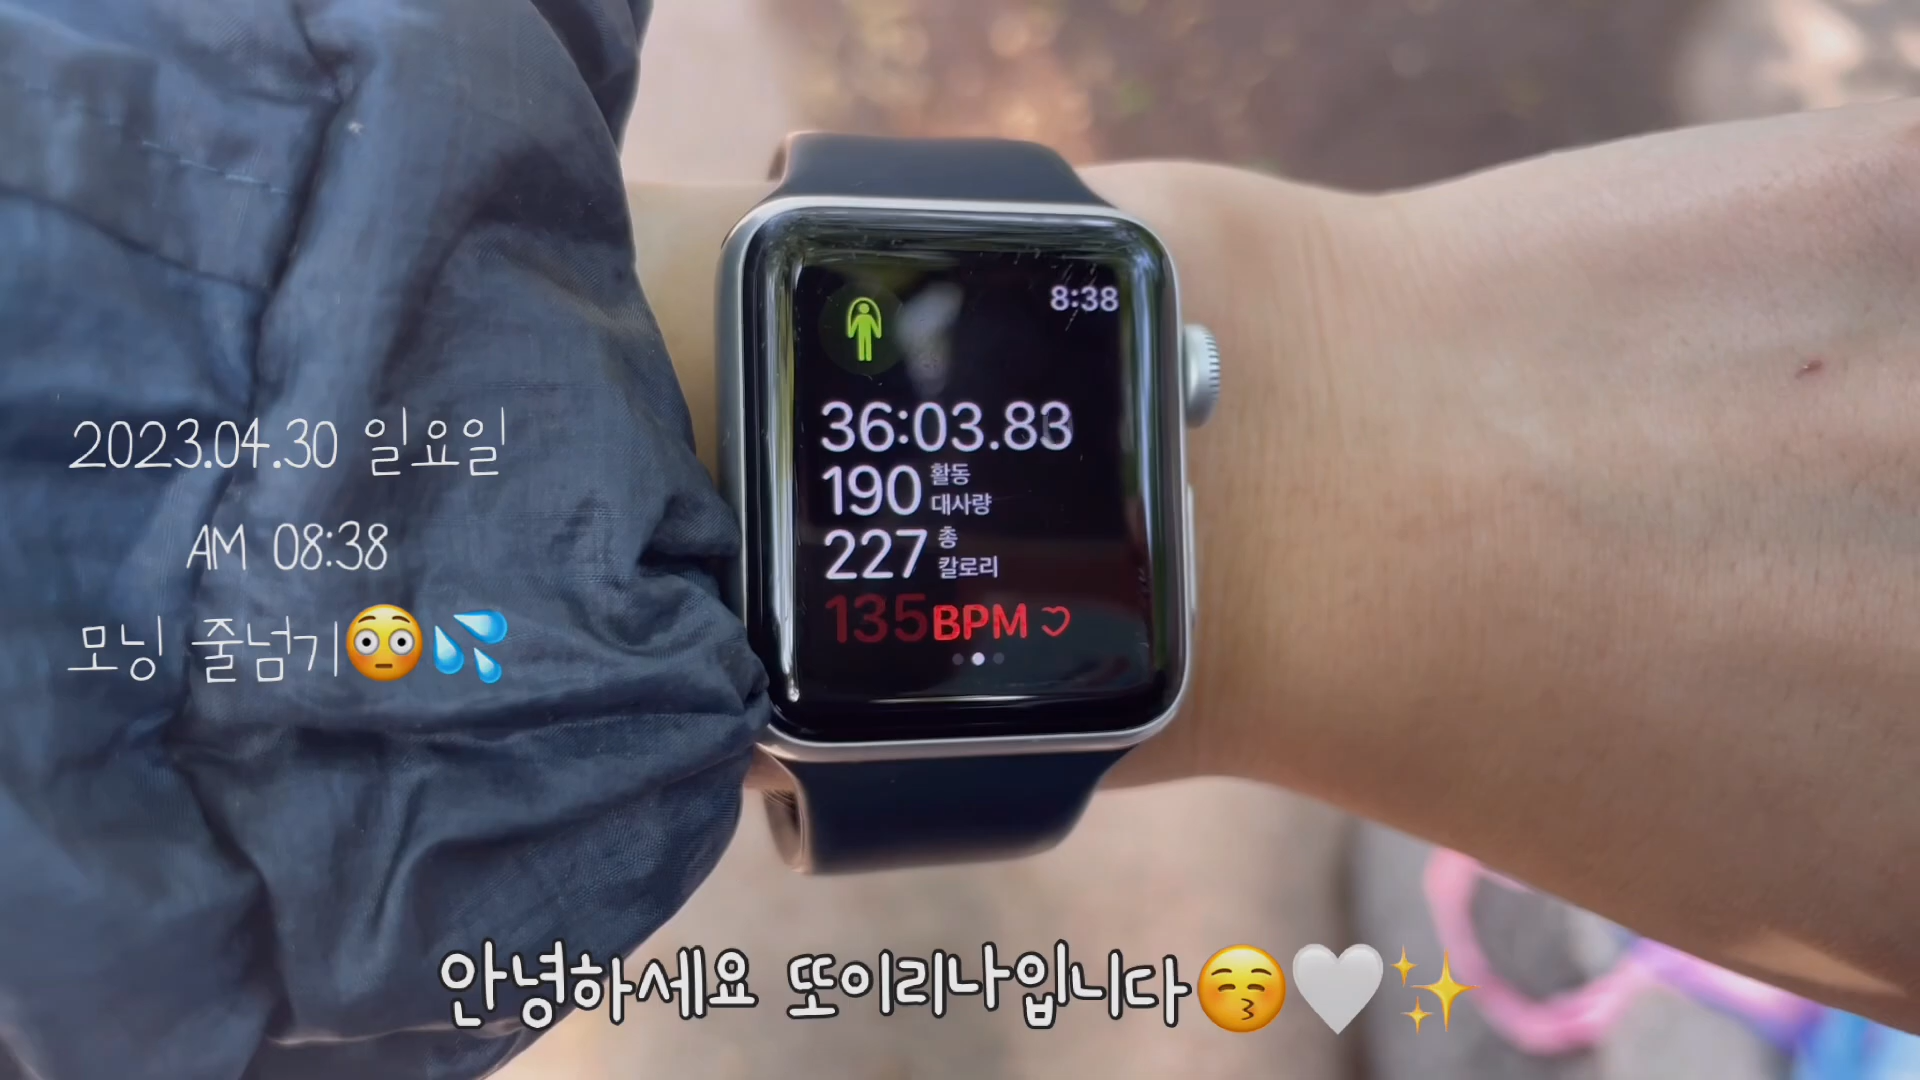 8:38
36:03.83
190 활동 대사량
227 총 칼로리
135BPM
2023.04.30 일요일
AM 08:38
모닝 줄넘기😳💦
안녕하세요 또이리나입니다😚🤍✨